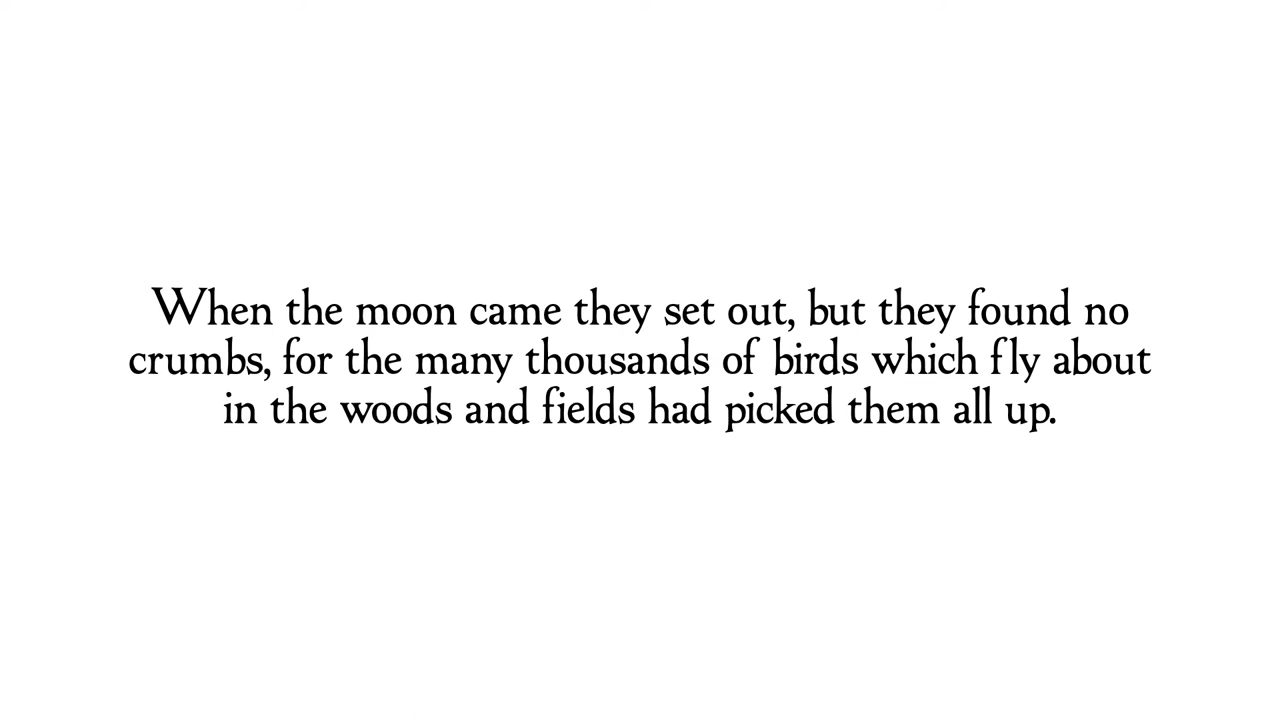 When the moon came they set out, but they found no
crumbs, for the many thousands of birds which fly about
in the woods and fields had picked them all up.